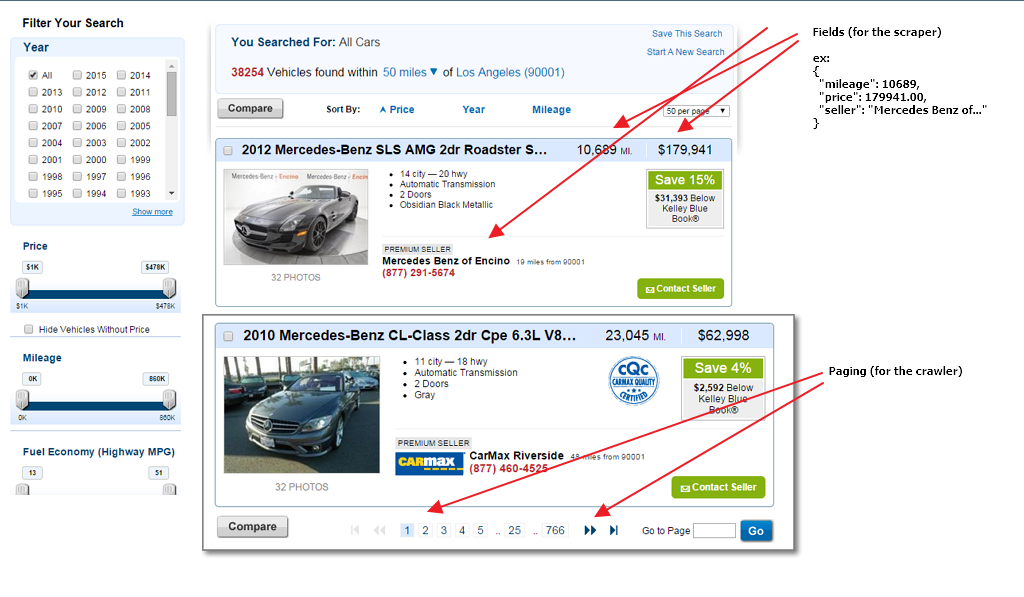 Filter Your Search
Year
All 2015 2014
2013 2012 2011
2010 2009 2008
2007 2006 2005
2004 2003 2002
2001 2000 1999
1998 1997 1996
1995 1994 1993
Show more
Price
$1K $478K
$1K $478K
Hide Vehicles Without Price
Mileage
0K 860K
0K 860K
Fuel Economy (Highway MPG)
13 51
You Searched For: All Cars
Save This Search
Start A New Search
38254 Vehicles found within 50 miles ▼ of Los Angeles (90001)
Compare
Sort By: Price Year Mileage
50 per page
2012 Mercedes-Benz SLS AMG 2dr Roadster S... 10,689 MI. $179,941
Mercedes-Benz of Encino Mercedes-Benz of Encin
32 PHOTOS
14 city — 20 hwy
Automatic Transmission
2 Doors
Obsidian Black Metallic
Save 15%
$31,393 Below
Kelley Blue
Book®
PREMIUM SELLER
Mercedes Benz of Encino 19 miles from 90001
(877) 291-5674
Contact Seller
2010 Mercedes-Benz CL-Class 2dr Cpe 6.3L V8... 23,045 MI. $62,998
32 PHOTOS
11 city — 18 hwy
Automatic Transmission
2 Doors
Gray
CQC
CARMAX QUALITY
CERTIFIED
Save 4%
$2,592 Below
Kelley Blue
Book®
PREMIUM SELLER
CARMAX
CarMax Riverside 48 miles from 90001
(877) 460-4525
Contact Seller
Compare
1 2 3 4 5 .. 25 .. 766
Go to Page Go
Fields (for the scraper)
ex:
{
"mileage": 10689,
"price": 179941.00,
"seller": "Mercedes Benz of..."
}
Paging (for the crawler)